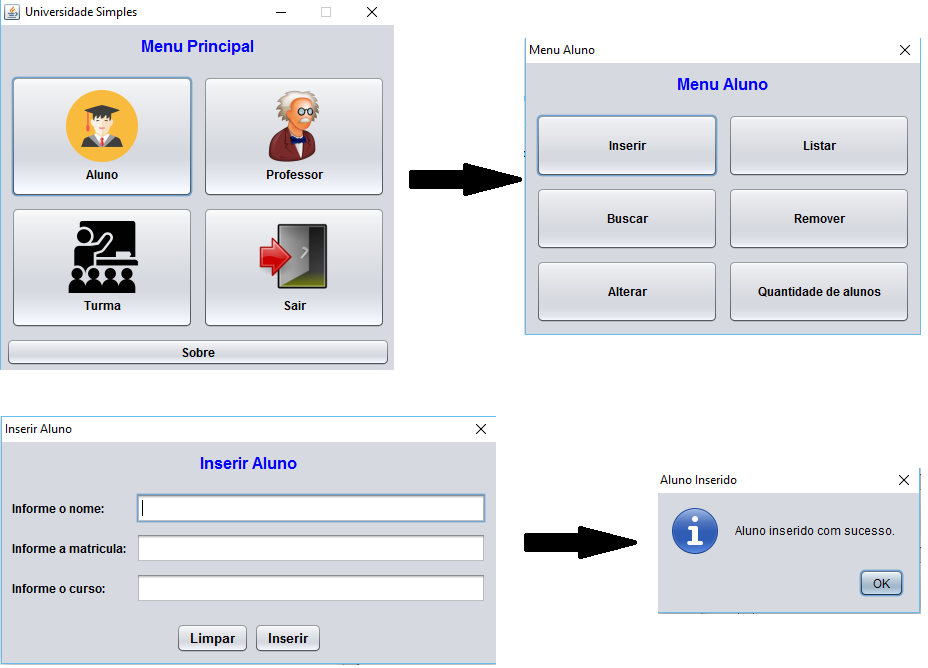 Universidade Simples
Menu Principal
Aluno
Professor
Turma
Sair
Sobre
Menu Aluno
Menu Aluno
Inserir
Listar
Buscar
Remover
Alterar
Quantidade de alunos
Inserir Aluno
Inserir Aluno
Informe o nome:
Informe a matricula:
Informe o curso:
Limpar
Inserir
Aluno Inserido
Aluno inserido com sucesso.
OK